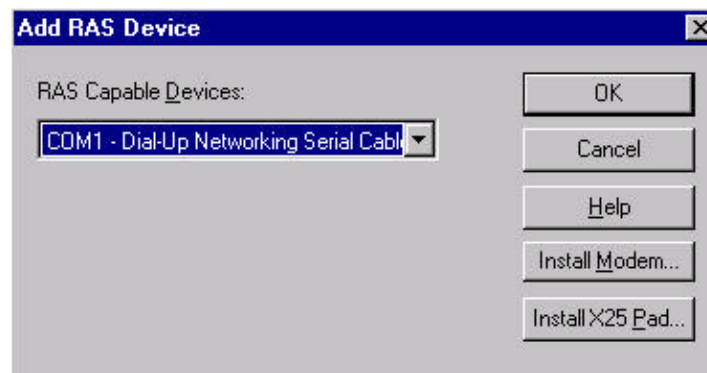 Add RAS Device
RAS Capable Devices:
COM1 - Dial-Up Networking Serial Cabl
OK
Cancel
Help
Install Modem...
Install X25 Pad...